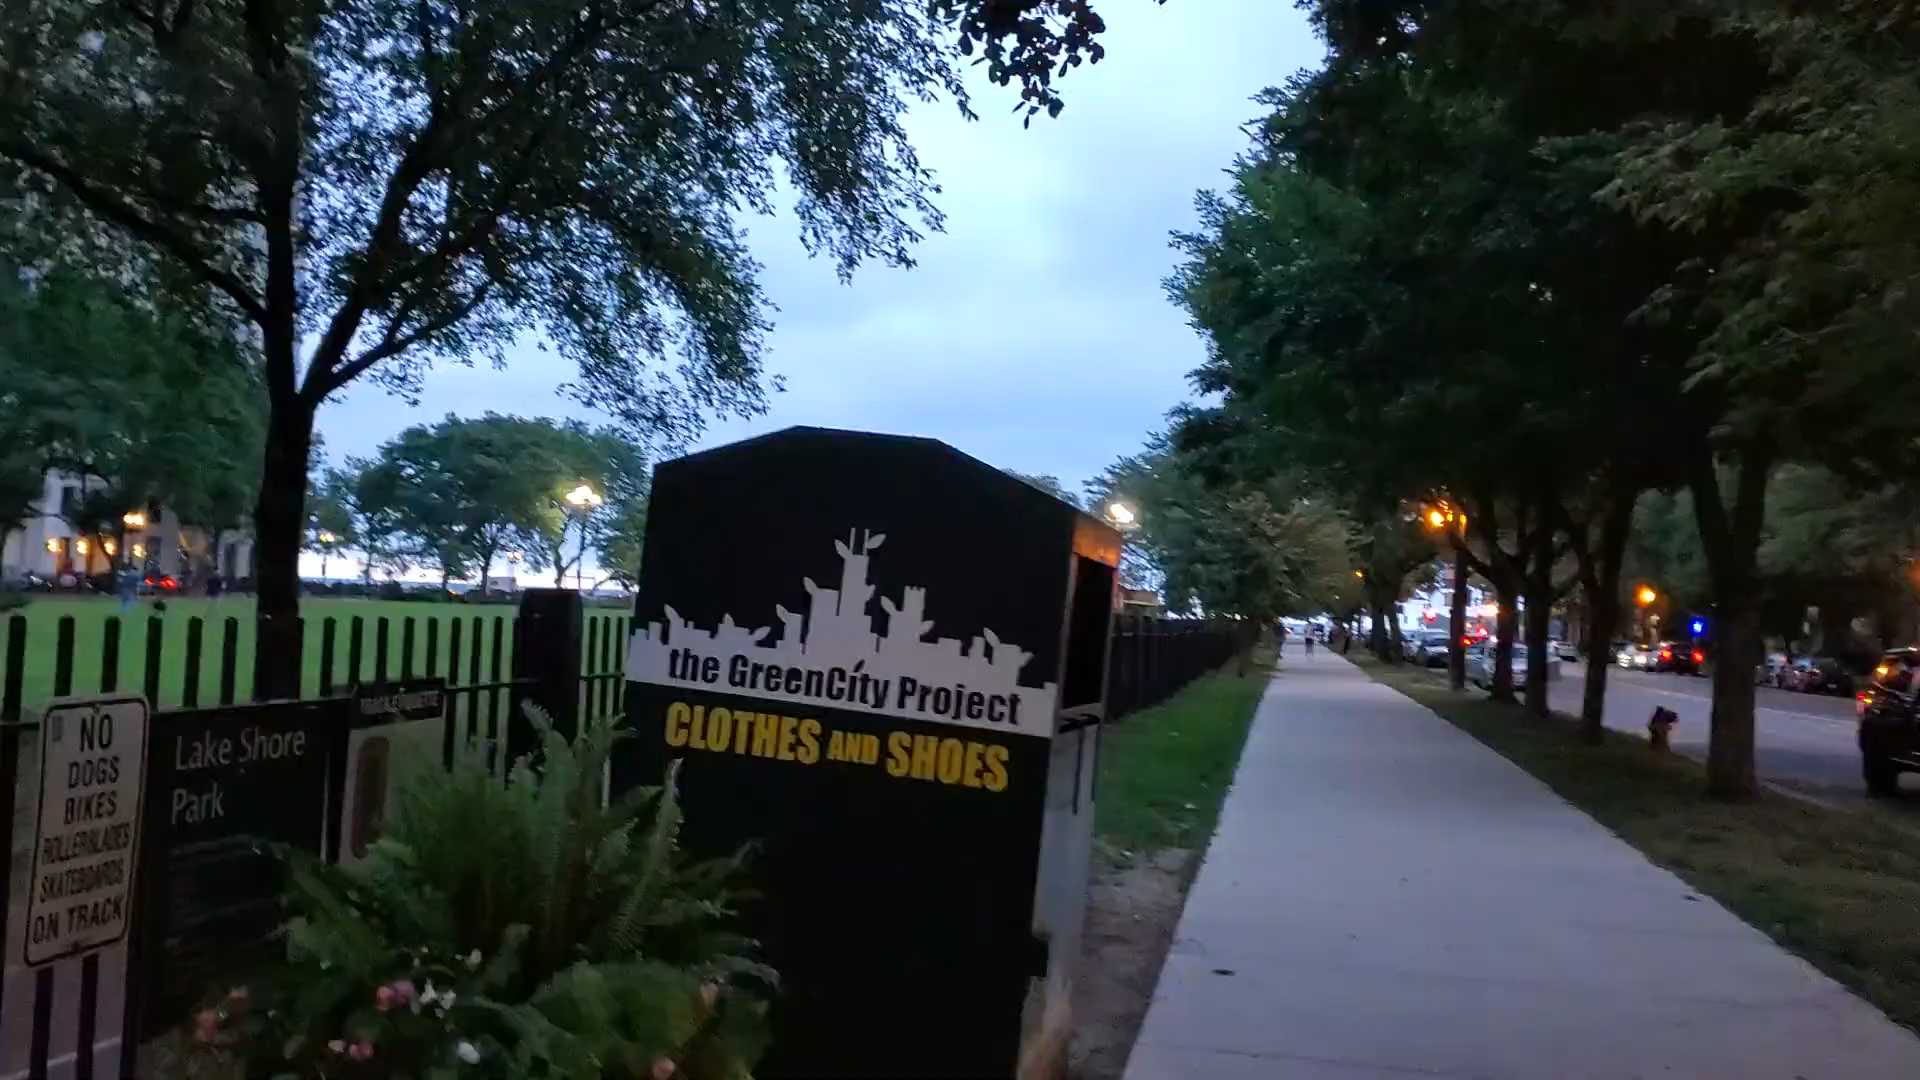 NO
DOGS
BIKES
ROLLERBLADES
SKATEBOARDS
ON TRACK
Lake Shore
Park
the GreenCity Project
CLOTHES AND SHOES